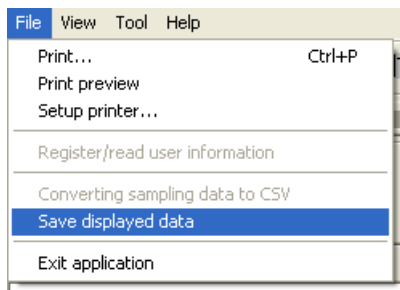 File View Tool Help
Print... Ctrl+P
Print preview
Setup printer...
Register/read user information
Converting sampling data to CSV
Save displayed data
Exit application